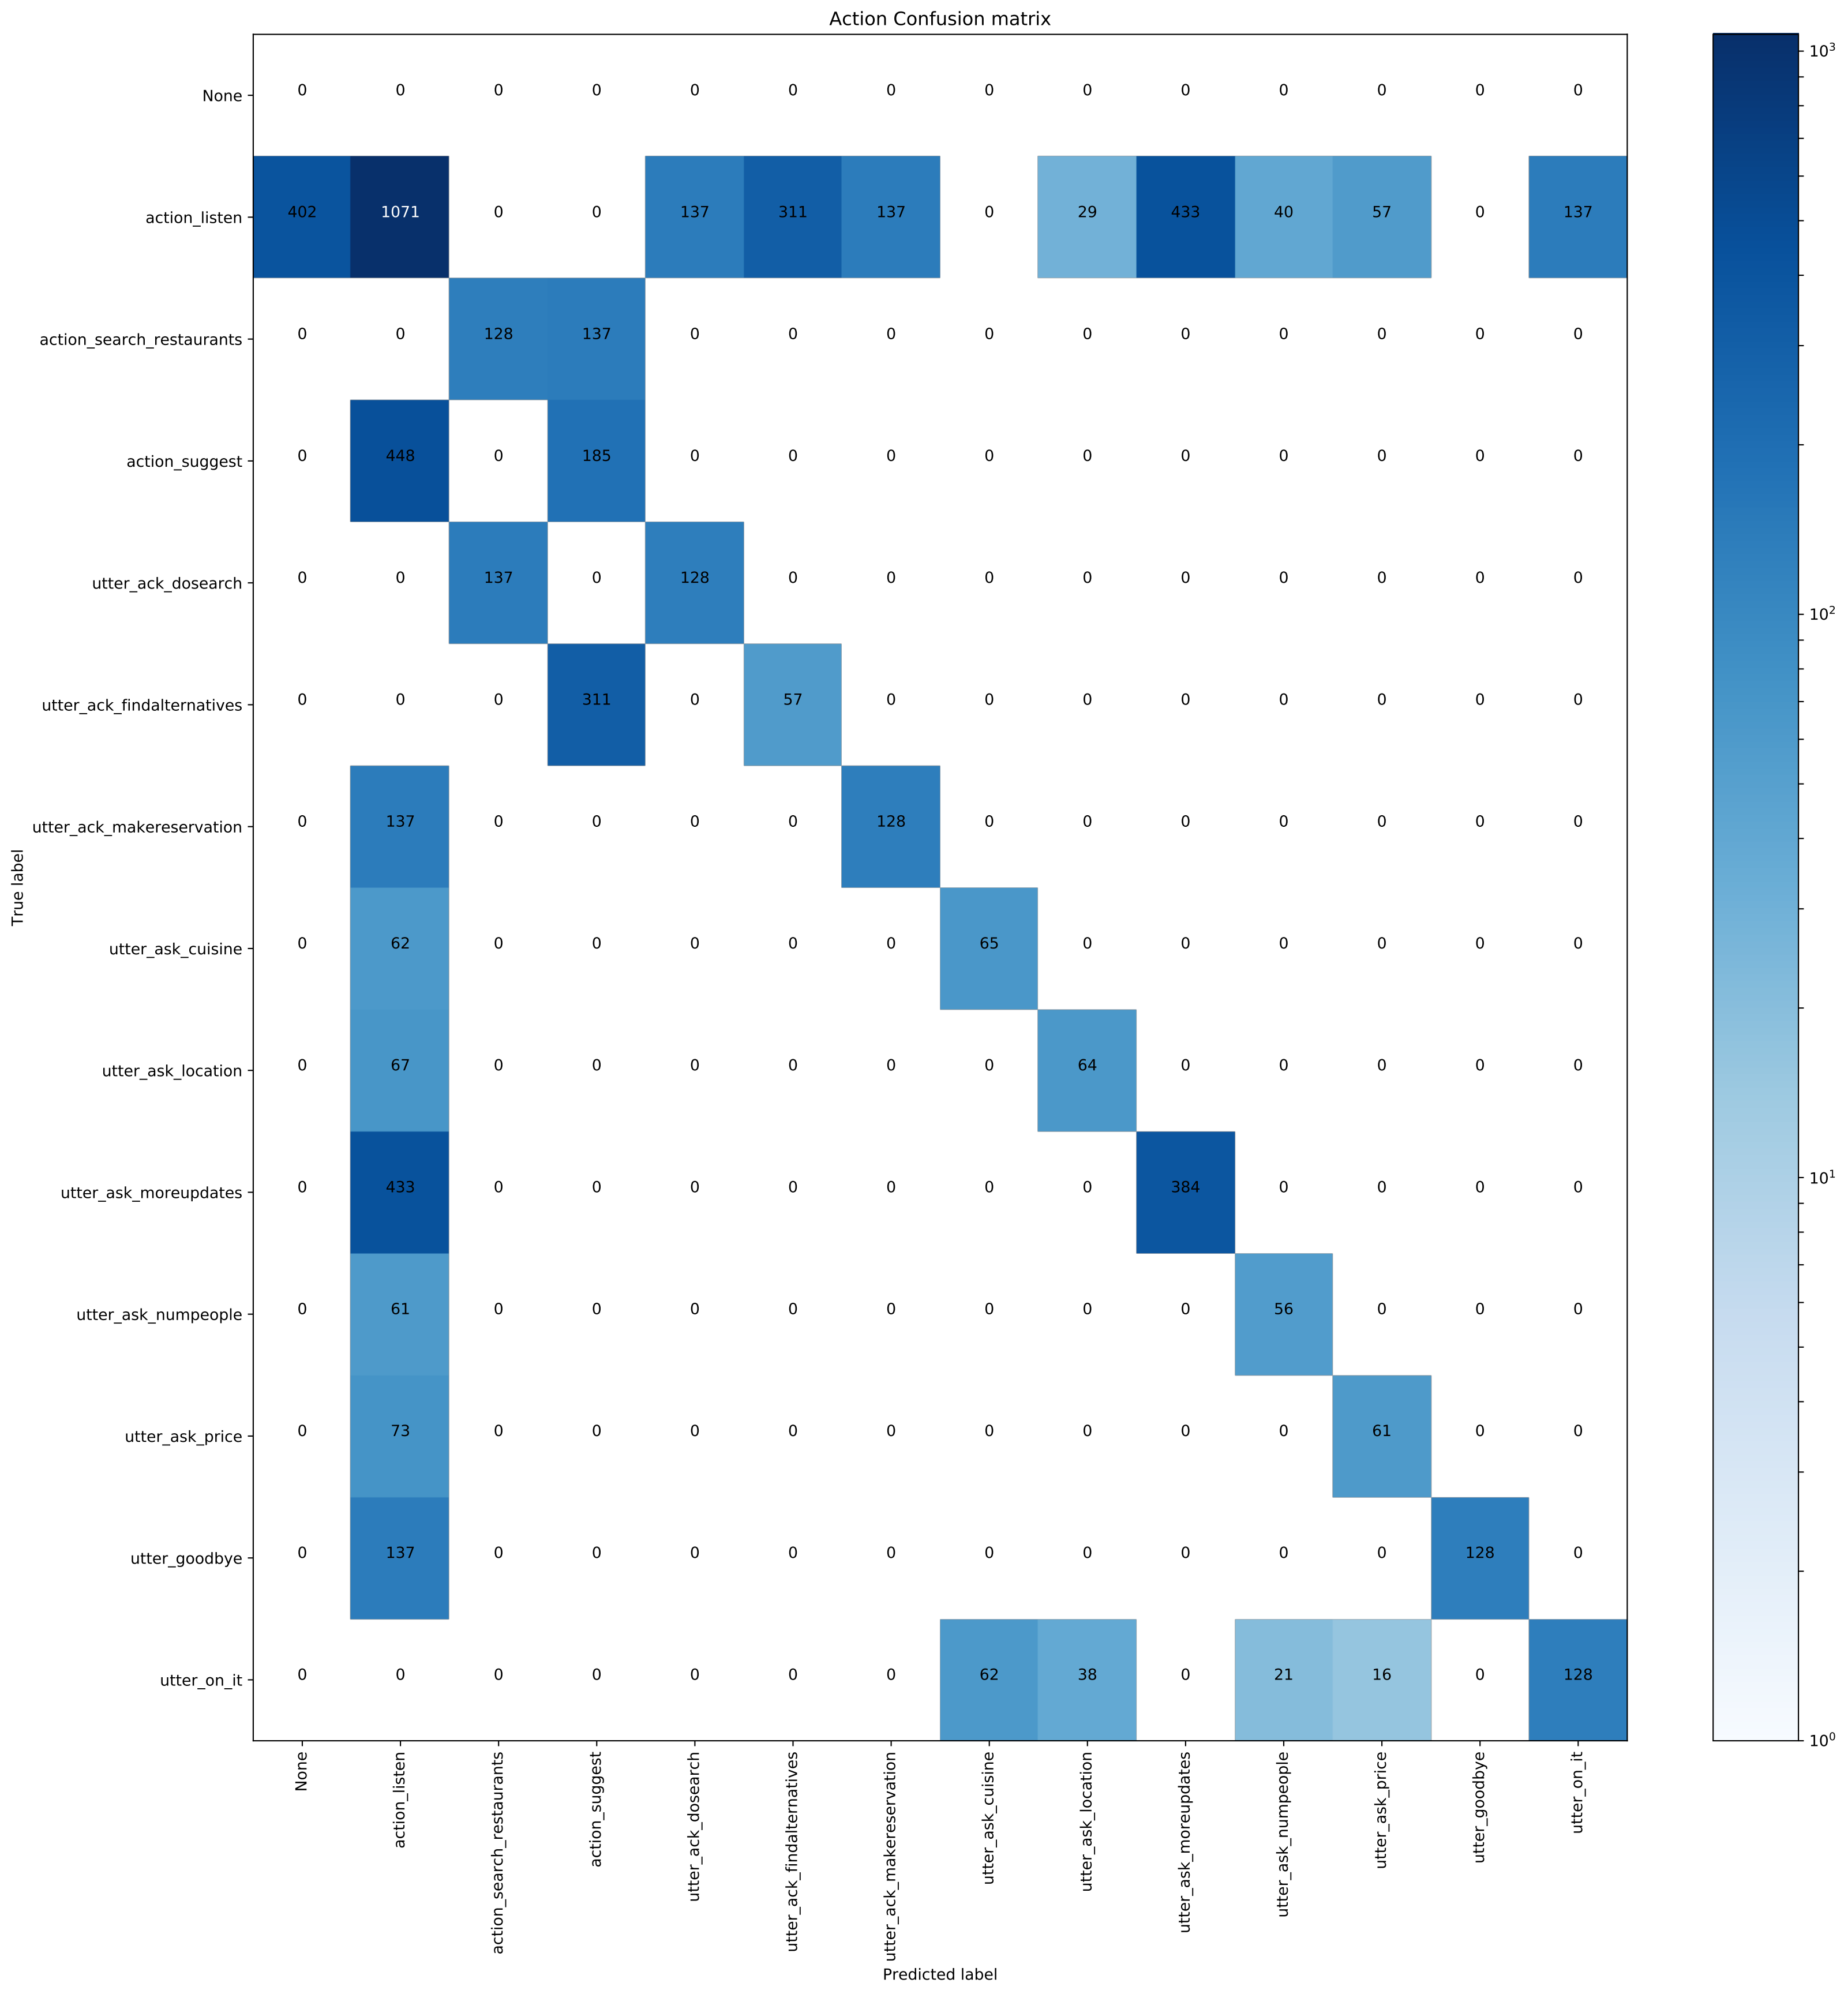 Action Confusion matrix
None 0 0 0 0 0 0 0 0 0 0 0 0 0 0
action_listen 402 1071 0 0 137 311 137 0 29 433 40 57 0 137
action_search_restaurants 0 0 128 137 0 0 0 0 0 0 0 0 0 0
action_suggest 0 448 0 185 0 0 0 0 0 0 0 0 0 0
utter_ack_dosearch 0 0 137 0 128 0 0 0 0 0 0 0 0 0
utter_ack_findalternatives 0 0 0 311 0 57 0 0 0 0 0 0 0 0
utter_ack_makereservation 0 137 0 0 0 0 128 0 0 0 0 0 0 0
utter_ask_cuisine 0 62 0 0 0 0 0 65 0 0 0 0 0 0
utter_ask_location 0 67 0 0 0 0 0 0 64 0 0 0 0 0
utter_ask_moreupdates 0 433 0 0 0 0 0 0 0 384 0 0 0 0
utter_ask_numpeople 0 61 0 0 0 0 0 0 0 0 56 0 0 0
utter_ask_price 0 73 0 0 0 0 0 0 0 0 0 61 0 0
utter_goodbye 0 137 0 0 0 0 0 0 0 0 0 0 128 0
utter_on_it 0 0 0 0 0 0 0 62 38 0 21 16 0 128
True label
None
action_listen
action_search_restaurants
action_suggest
utter_ack_dosearch
utter_ack_findalternatives
utter_ack_makereservation
utter_ask_cuisine
utter_ask_location
utter_ask_moreupdates
utter_ask_numpeople
utter_ask_price
utter_goodbye
utter_on_it
Predicted label
10³
10²
10¹
10⁰